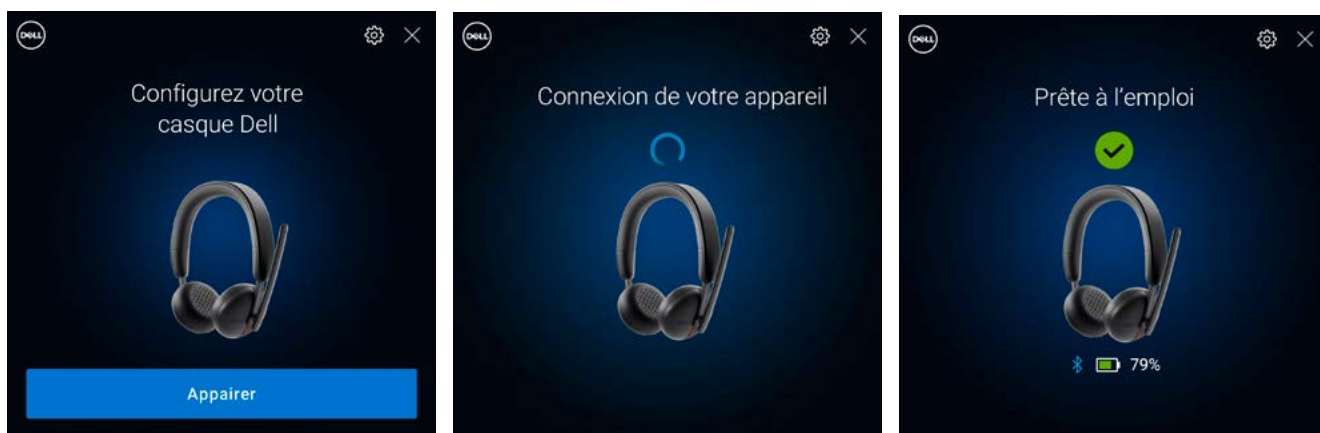 DELL
Configurez votre
casque Dell
Appairer
DELL
Connexion de votre appareil
DELL
Prête à l'emploi
79%